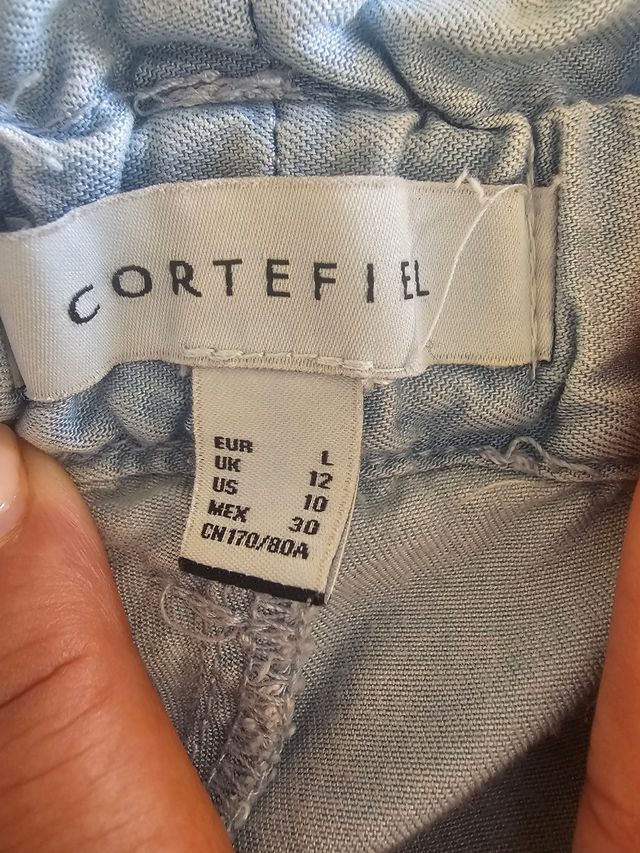 CORTEFIEL
EUR L
UK 12
US 10
MEX 30
CN170/80A